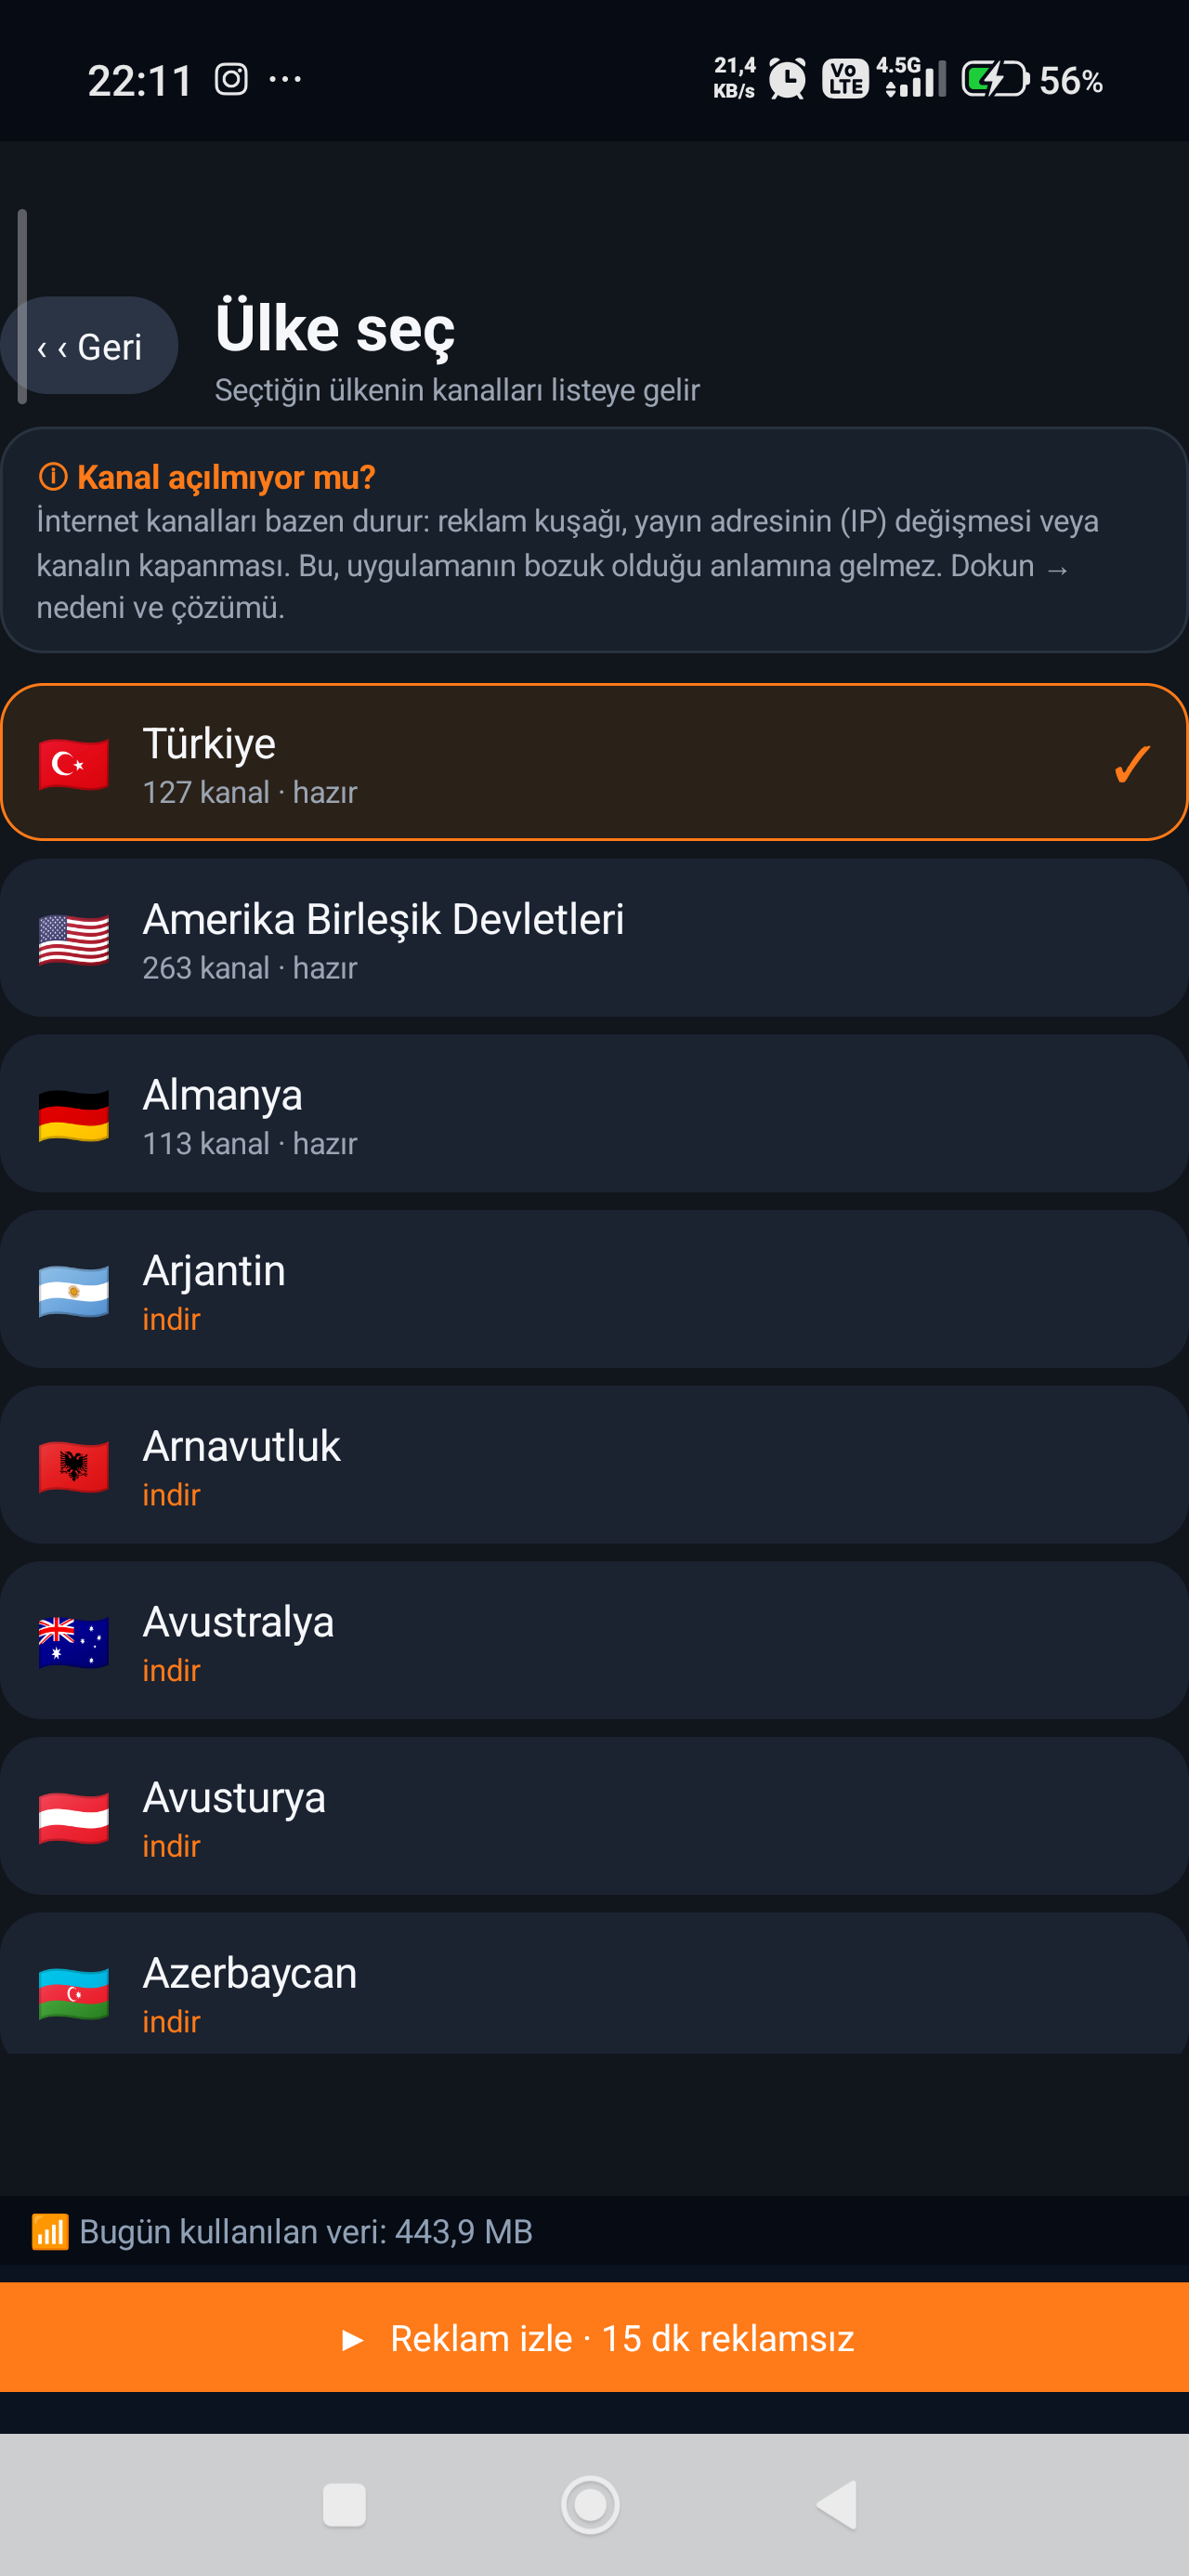 22:11
21,4 KB/s
Vo LTE
4.5G
56%
‹ ‹ Geri
Ülke seç
Seçtiğin ülkenin kanalları listeye gelir
ⓘ Kanal açılmıyor mu?
İnternet kanalları bazen durur: reklam kuşağı, yayın adresinin (IP) değişmesi veya
kanalın kapanması. Bu, uygulamanın bozuk olduğu anlamına gelmez. Dokun →
nedeni ve çözümü.
Türkiye
127 kanal · hazır
✓
Amerika Birleşik Devletleri
263 kanal · hazır
Almanya
113 kanal · hazır
Arjantin
indir
Arnavutluk
indir
Avustralya
indir
Avusturya
indir
Azerbaycan
indir
Bugün kullanılan veri: 443,9 MB
► Reklam izle · 15 dk reklamsız